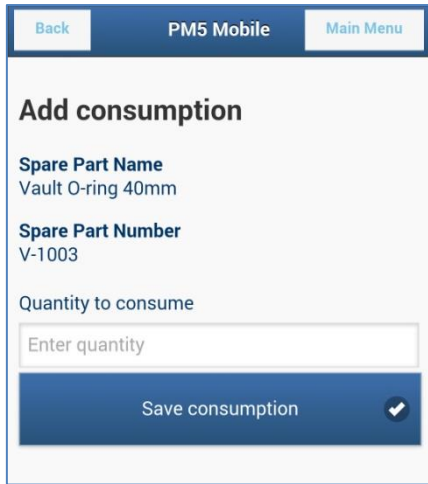 Back PM5 Mobile Main Menu
Add consumption
Spare Part Name
Vault O-ring 40mm
Spare Part Number
V-1003
Quantity to consume
Enter quantity
Save consumption